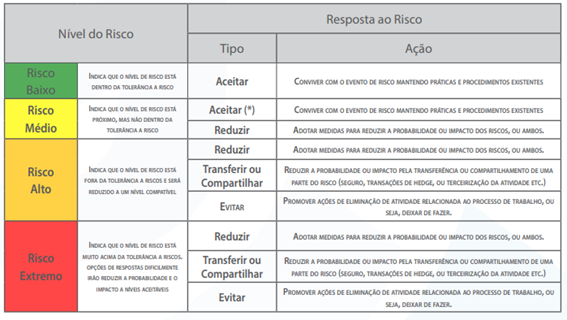 Nível do Risco
Resposta ao Risco
Tipo
Ação
Risco
Baixo
INDICA QUE O NÍVEL DE RISCO ESTÁ
DENTRO DA TOLERÂNCIA A RISCO
Aceitar
CONVIVER COM O EVENTO DE RISCO MANTENDO PRÁTICAS E PROCEDIMENTOS EXISTENTES
Risco
Médio
INDICA QUE O NÍVEL DE RISCO ESTÁ
PRÓXIMO, MAS NÃO DENTRO DA
TOLERÂNCIA A RISCO
Aceitar (*)
CONVIVER COM O EVENTO DE RISCO MANTENDO PRÁTICAS E PROCEDIMENTOS EXISTENTES
Reduzir
ADOTAR MEDIDAS PARA REDUZIR A PROBABILIDADE OU IMPACTO DOS RISCOS, OU AMBOS.
Risco
Alto
INDICA QUE O NÍVEL DE RISCO ESTÁ
FORA DA TOLERÂNCIA A RISCOS E SERÁ
REDUZIDO A UM NÍVEL COMPATÍVEL
Reduzir
ADOTAR MEDIDAS PARA REDUZIR A PROBABILIDADE OU IMPACTO DOS RISCOS, OU AMBOS.
Transferir ou
Compartilhar
REDUZIR A PROBABILIDADE OU IMPACTO PELA TRANSFERÊNCIA OU COMPARTILHAMENTO DE UMA
PARTE DO RISCO (SEGURO, TRANSAÇÕES DE HEDGE, OU TERCEIRIZAÇÃO DA ATIVIDADE ETC.)
EVITAR
PROMOVER AÇÕES DE ELIMINAÇÃO DE ATIVIDADE RELACIONADA AO PROCESSO DE TRABALHO, OU
SEJA, DEIXAR DE FAZER.
Risco
Extremo
INDICA QUE O NÍVEL DE RISCO ESTÁ
MUITO ACIMA DA TOLERÂNCIA A RISCOS.
OPÇÕES DE RESPOSTAS DIFICILMENTE
IRÃO REDUZIR A PROBABILIDADE E O
IMPACTO A NÍVEIS ACEITÁVEIS
Reduzir
ADOTAR MEDIDAS PARA REDUZIR A PROBABILIDADE OU IMPACTO DOS RISCOS, OU AMBOS.
Transferir ou
Compartilhar
REDUZIR A PROBABILIDADE OU IMPACTO PELA TRANSFERÊNCIA OU COMPARTILHAMENTO DE UMA
PARTE DO RISCO (SEGURO, TRANSAÇÕES DE HEDGE, OU TERCEIRIZAÇÃO DA ATIVIDADE ETC.)
Evitar
PROMOVER AÇÕES DE ELIMINAÇÃO DE ATIVIDADE RELACIONADA AO PROCESSO DE TRABALHO, OU
SEJA, DEIXAR DE FAZER.